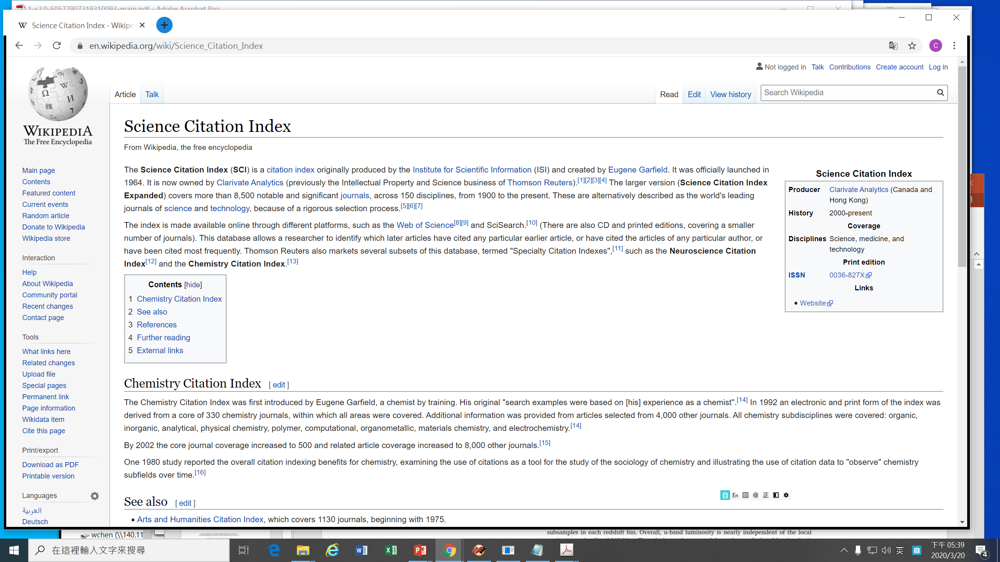 1-s2.0-S0577907319310093-main.pdf - Adobe Acrobat Pro
Science Citation Index - Wikipe
en.wikipedia.org/wiki/Science_Citation_Index
C
Not logged in Talk Contributions Create account Log in
Article Talk
Read Edit View history
Search Wikipedia
WIKIPEDIA
The Free Encyclopedia
Main page
Contents
Featured content
Current events
Random article
Donate to Wikipedia
Wikipedia store
Interaction
Help
About Wikipedia
Community portal
Recent changes
Contact page
Tools
What links here
Related changes
Upload file
Special pages
Permanent link
Page information
Wikidata item
Cite this page
Print/export
Download as PDF
Printable version
Languages
العربية
Deutsch
Science Citation Index
From Wikipedia, the free encyclopedia
The Science Citation Index (SCI) is a citation index originally produced by the Institute for Scientific Information (ISI) and created by Eugene Garfield. It was officially launched in
1964. It is now owned by Clarivate Analytics (previously the Intellectual Property and Science business of Thomson Reuters).[1][2][3][4] The larger version (Science Citation Index
Expanded) covers more than 8,500 notable and significant journals, across 150 disciplines, from 1900 to the present. These are alternatively described as the world's leading
journals of science and technology, because of a rigorous selection process.[5][6][7]
The index is made available online through different platforms, such as the Web of Science[8][9] and SciSearch.[10] (There are also CD and printed editions, covering a smaller
number of journals). This database allows a researcher to identify which later articles have cited any particular earlier article, or have cited the articles of any particular author, or
have been cited most frequently. Thomson Reuters also markets several subsets of this database, termed "Specialty Citation Indexes",[11] such as the Neuroscience Citation
Index[12] and the Chemistry Citation Index.[13]
Science Citation Index
Producer Clarivate Analytics (Canada and
Hong Kong)
History 2000-present
Coverage
Disciplines Science, medicine, and
technology
Print edition
ISSN 0036-827X
Links
• Website
Contents [hide]
1 Chemistry Citation Index
2 See also
3 References
4 Further reading
5 External links
Chemistry Citation Index [ edit ]
The Chemistry Citation Index was first introduced by Eugene Garfield, a chemist by training. His original "search examples were based on [his] experience as a chemist".[14] In 1992 an electronic and print form of the index was
derived from a core of 330 chemistry journals, within which all areas were covered. Additional information was provided from articles selected from 4,000 other journals. All chemistry subdisciplines were covered: organic,
inorganic, analytical, physical chemistry, polymer, computational, organometallic, materials chemistry, and electrochemistry.[14]
By 2002 the core journal coverage increased to 500 and related article coverage increased to 8,000 other journals.[15]
One 1980 study reported the overall citation indexing benefits for chemistry, examining the use of citations as a tool for the study of the sociology of chemistry and illustrating the use of citation data to "observe" chemistry
subfields over time.[16]
En @ 正
See also [ edit ]
• Arts and Humanities Citation Index, which covers 1130 journals, beginning with 1975.
wchen (\\140.11
subsamples in each redshift bin. Overall, u-band luminosity is nearly independent of the local
在這裡輸入文字來搜尋
英
下午 05:39
2020/3/20
4